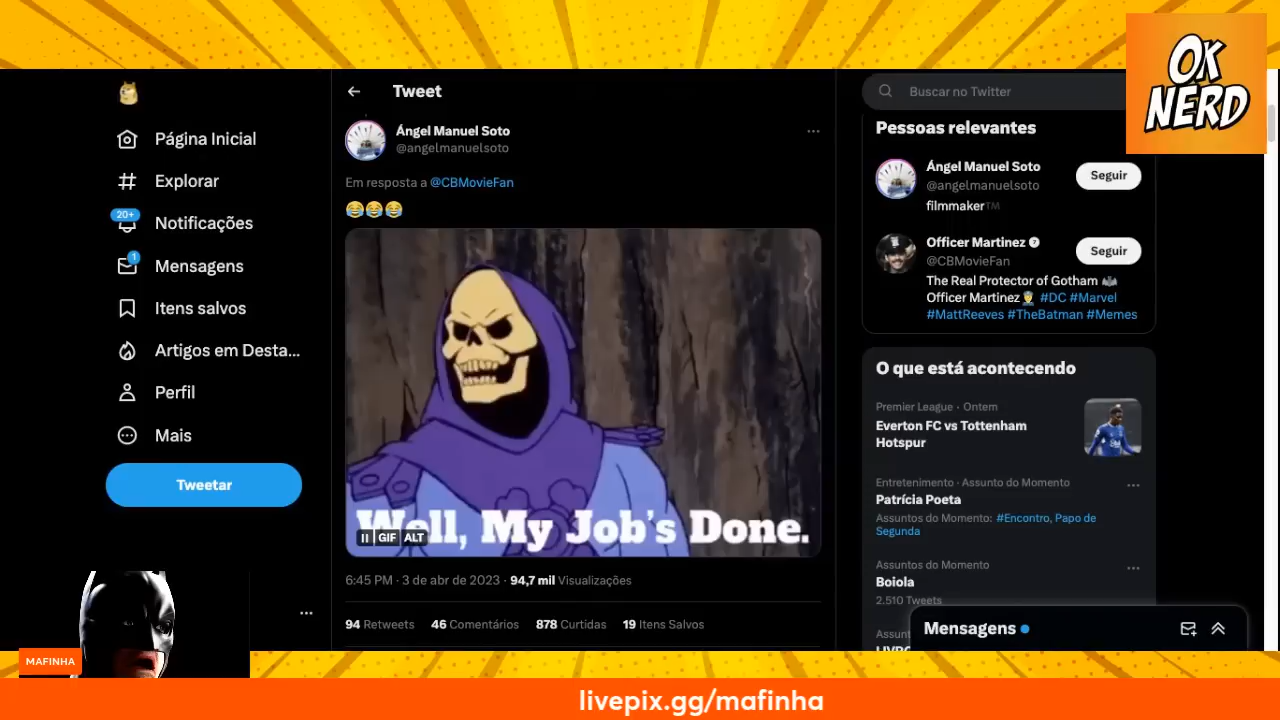 OK
NERD
Página Inicial
Explorar
20+
Notificações
1
Mensagens
Itens salvos
Artigos em Desta...
Perfil
Mais
Tweetar
Tweet
Ángel Manuel Soto
@angelmanuelsoto
Em resposta a @CBMovieFan
😂😂😂
Well, My Job's Done.
GIF ALT
6:45 PM · 3 de abr de 2023 · 94,7 mil Visualizações
94 Retweets 46 Comentários 878 Curtidas 19 Itens Salvos
Buscar no Twitter
Pessoas relevantes
Ángel Manuel Soto
@angelmanuelsoto
Seguir
filmmaker™
Officer Martinez
@CBMovieFan
Seguir
The Real Protector of Gotham 🦇
Officer Martinez👮 #DC #Marvel
#MattReeves #TheBatman #Memes
O que está acontecendo
Premier League · Ontem
Everton FC vs Tottenham
Hotspur
Entretenimento · Assunto do Momento
Patrícia Poeta
Assuntos do Momento: #Encontro, Papo de
Segunda
Assuntos do Momento
Boiola
2.510 Tweets
Mensagens
MAFINHA
livepix.gg/mafinha